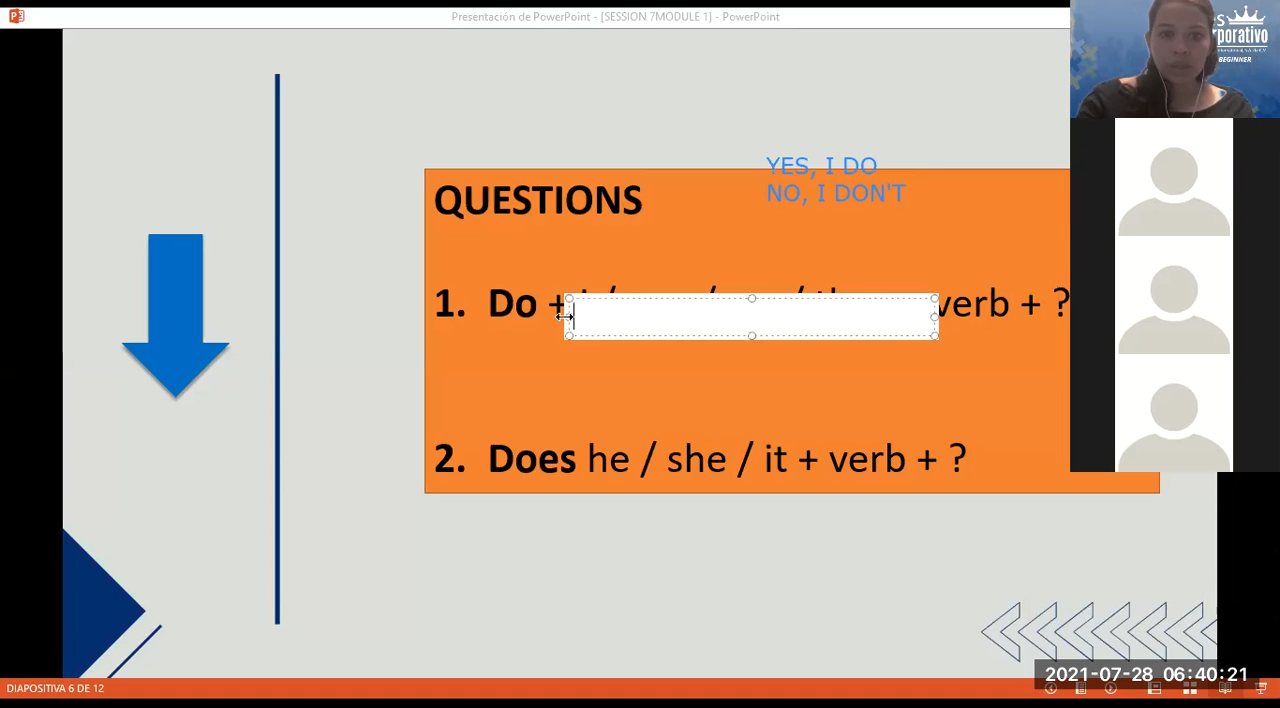 Presentación de PowerPoint - [SESSION 7MODULE 1] - PowerPoint
porativo
BEGINNER
YES, I DO
NO, I DON'T
QUESTIONS
1. Do + verb + ?
2. Does he / she / it + verb + ?
2021-07-28 06:40:21
DIAPOSITIVA 6 DE 12